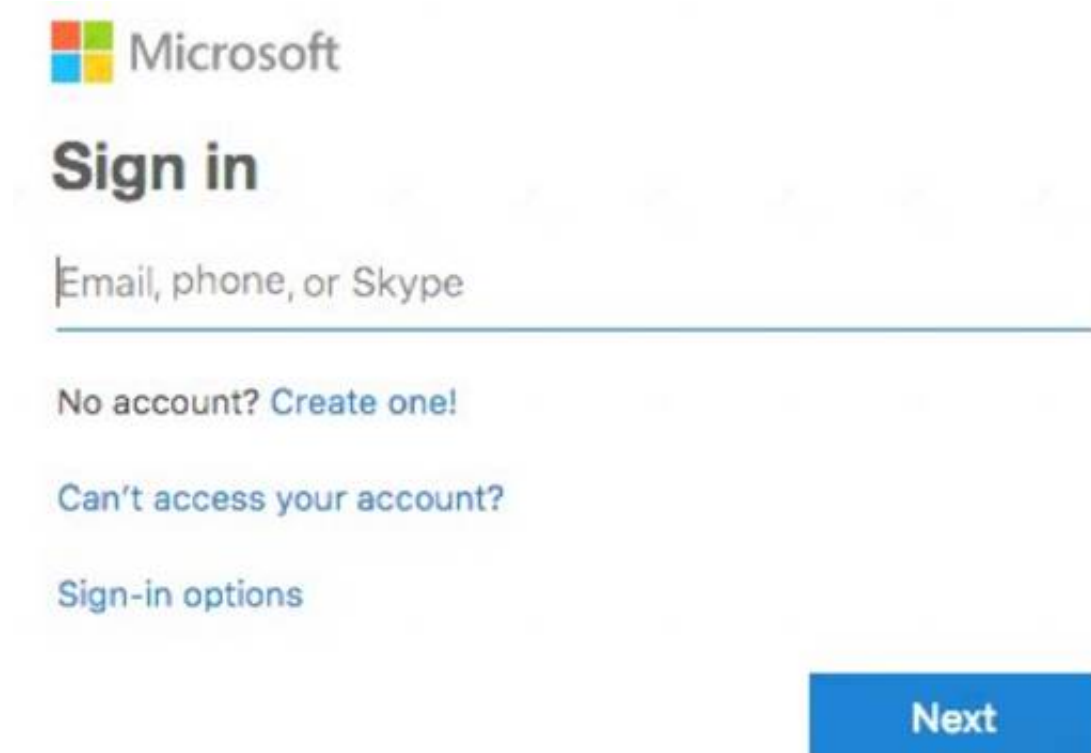 Microsoft
Sign in
Email, phone, or Skype
No account? Create one!
Can't access your account?
Sign-in options
Next